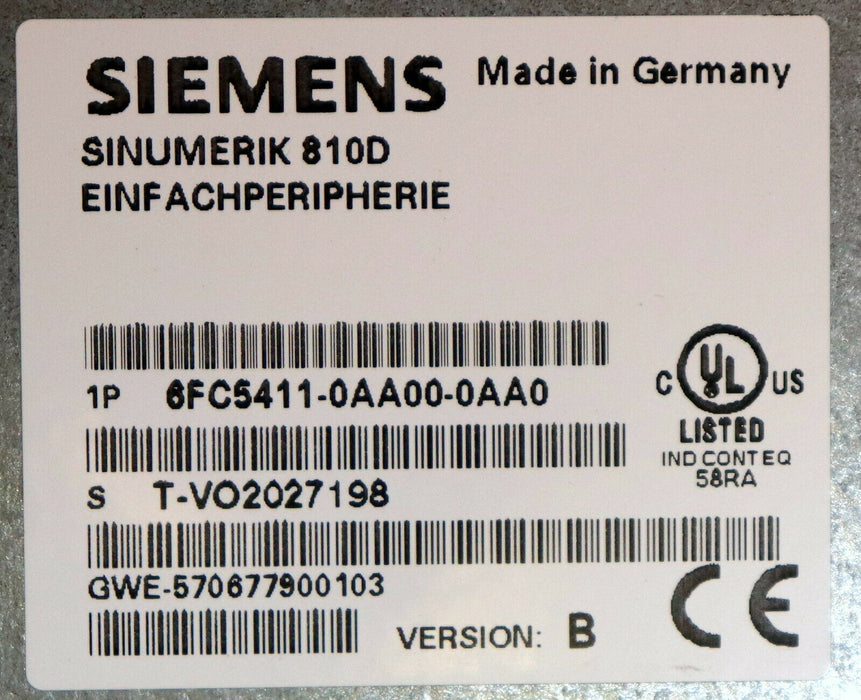 SIEMENS Made in Germany
SINUMERIK 810D
EINFACHPERIPHERIE
1P 6FC5411-0AA00-0AA0
C UL US
LISTED
IND CONT EQ
58RA
S T-VO2027198
GWE-570677900103
VERSION: B CE